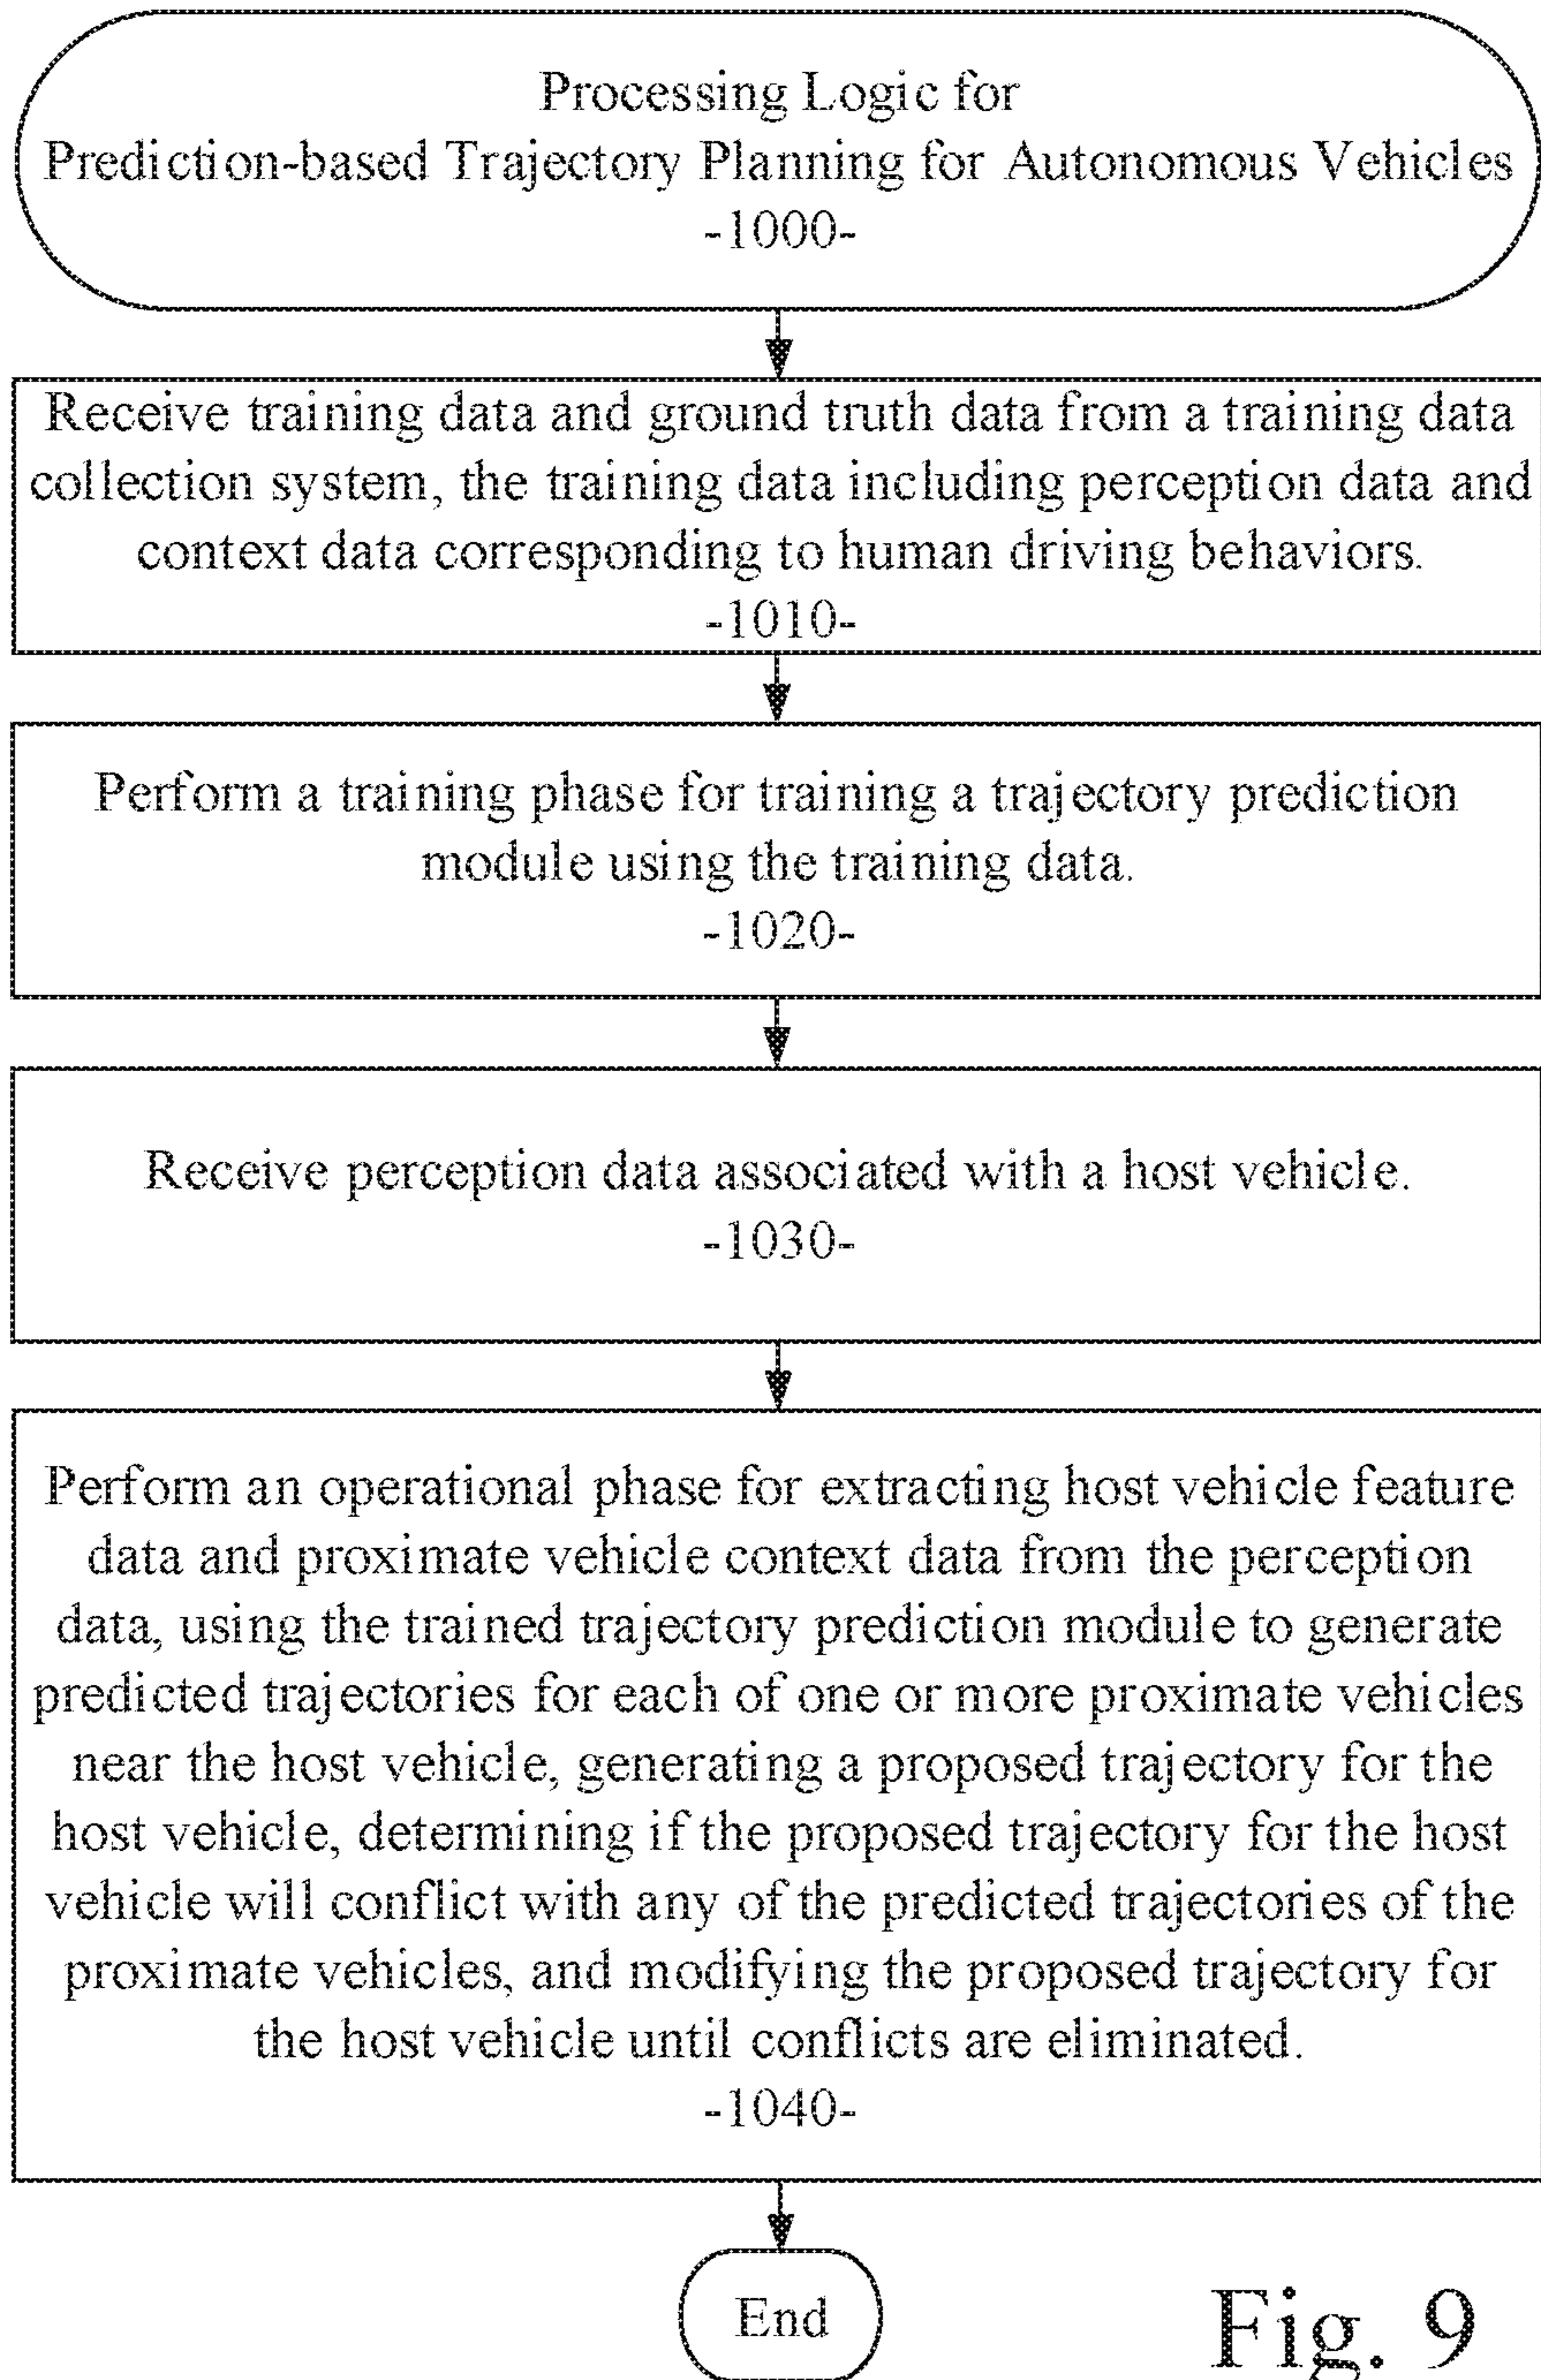 Processing Logic for
Prediction-based Trajectory Planning for Autonomous Vehicles
-1000-
Receive training data and ground truth data from a training data
collection system, the training data including perception data and
context data corresponding to human driving behaviors.
-1010-
Perform a training phase for training a trajectory prediction
module using the training data.
-1020-
Receive perception data associated with a host vehicle.
-1030-
Perform an operational phase for extracting host vehicle feature
data and proximate vehicle context data from the perception
data, using the trained trajectory prediction module to generate
predicted trajectories for each of one or more proximate vehicles
near the host vehicle, generating a proposed trajectory for the
host vehicle, determining if the proposed trajectory for the host
vehicle will conflict with any of the predicted trajectories of the
proximate vehicles, and modifying the proposed trajectory for
the host vehicle until conflicts are eliminated.
-1040-
End
Fig. 9